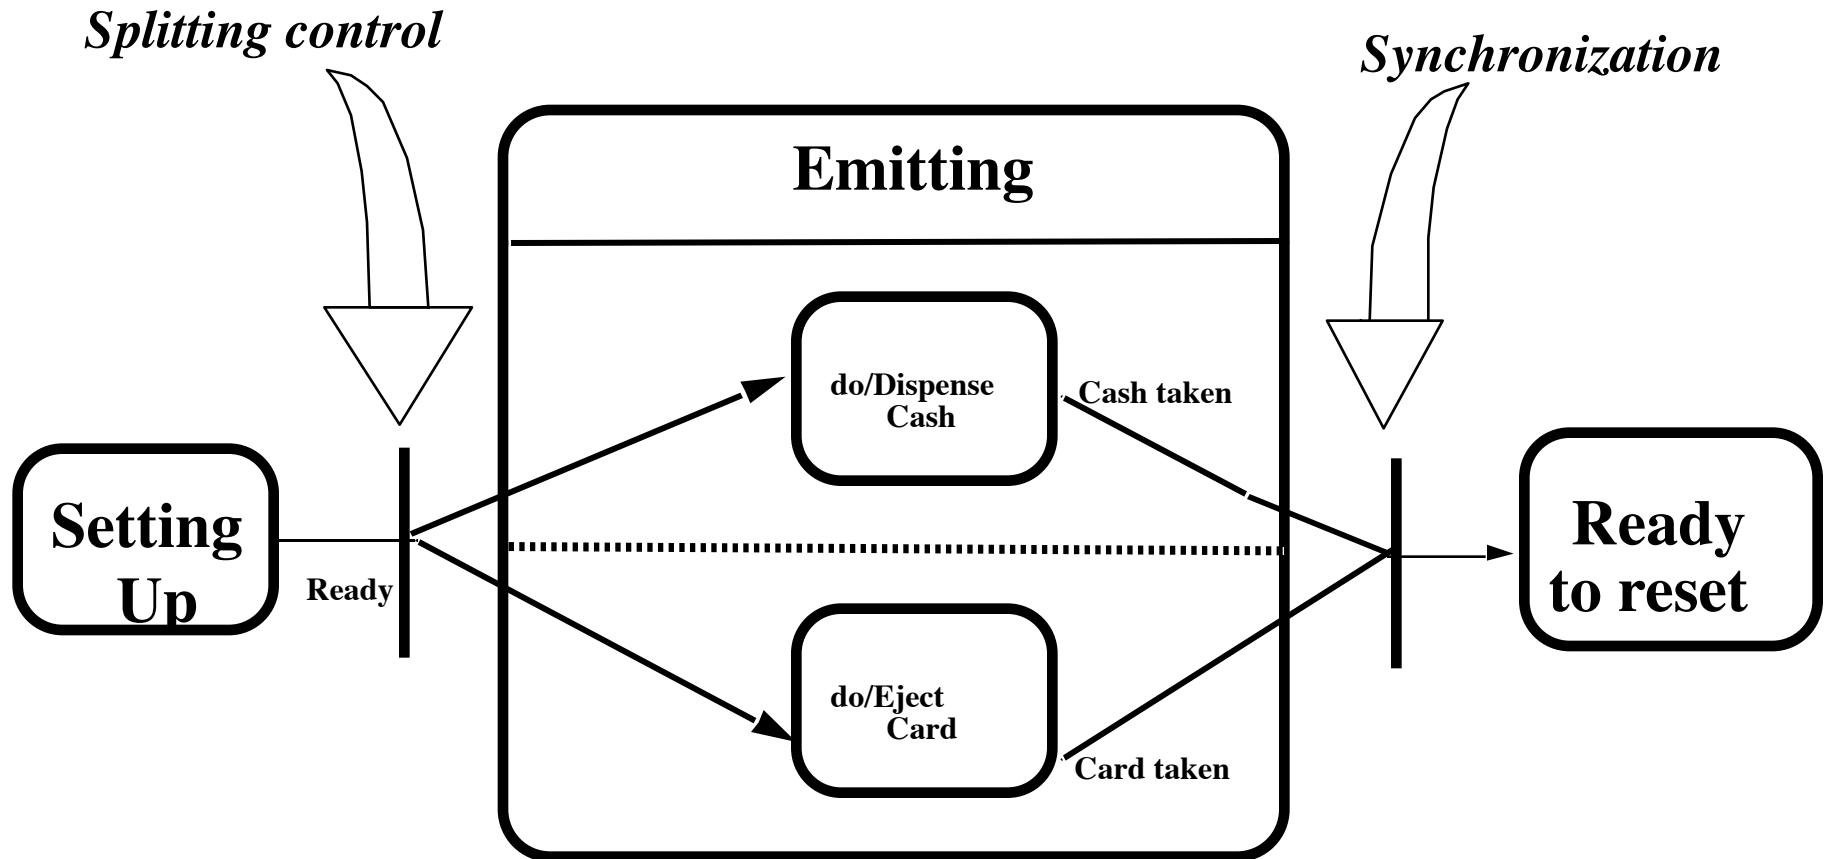 Splitting control
Synchronization
Emitting
do/Dispense
Cash
Cash taken
Setting
Up
Ready
Ready
to reset
do/Eject
Card
Card taken